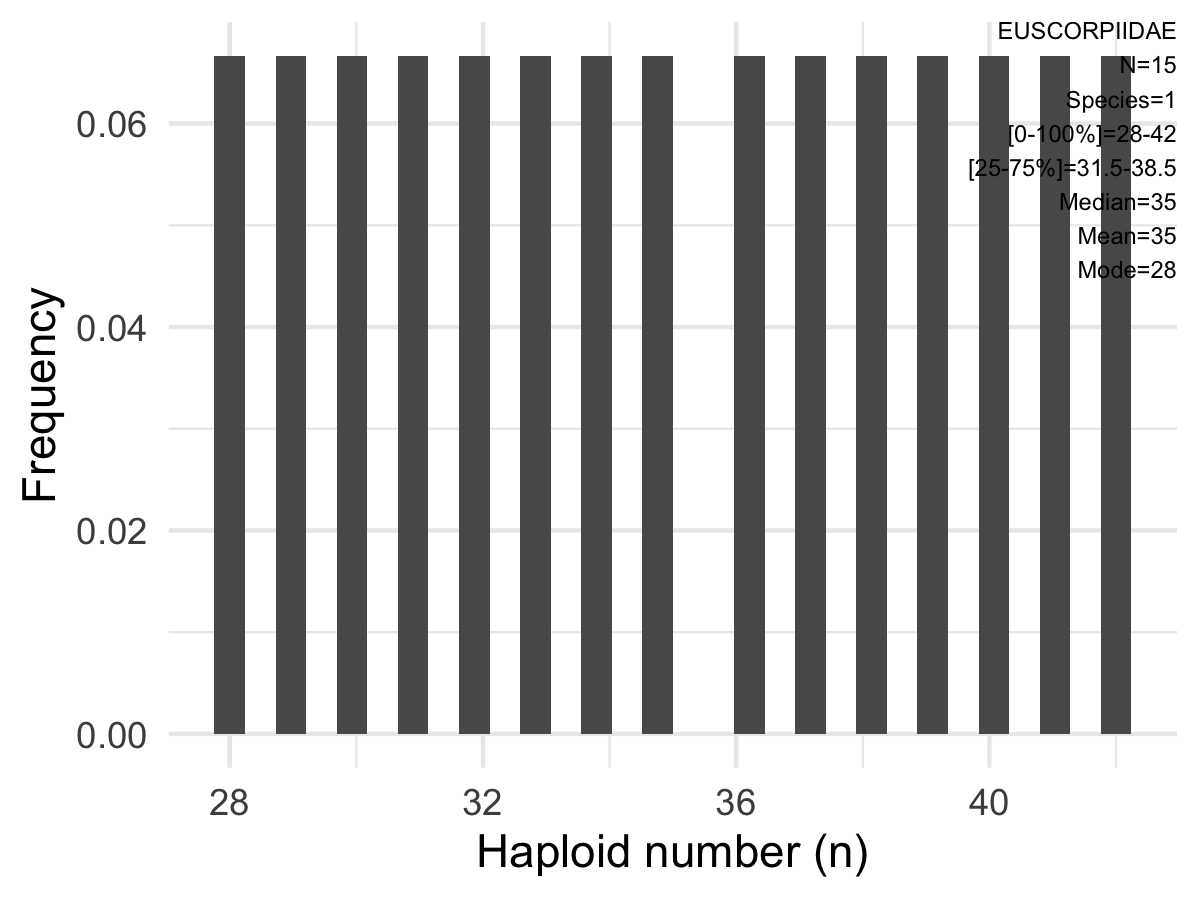 EUSCORPIIDAE
N=15
Species=1
[0-100%]=28-42
[25-75%]=31.5-38.5
Median=35
Mean=35
Mode=28
0.06
0.04
0.02
0.00
Frequency
28 32 36 40
Haploid number (n)